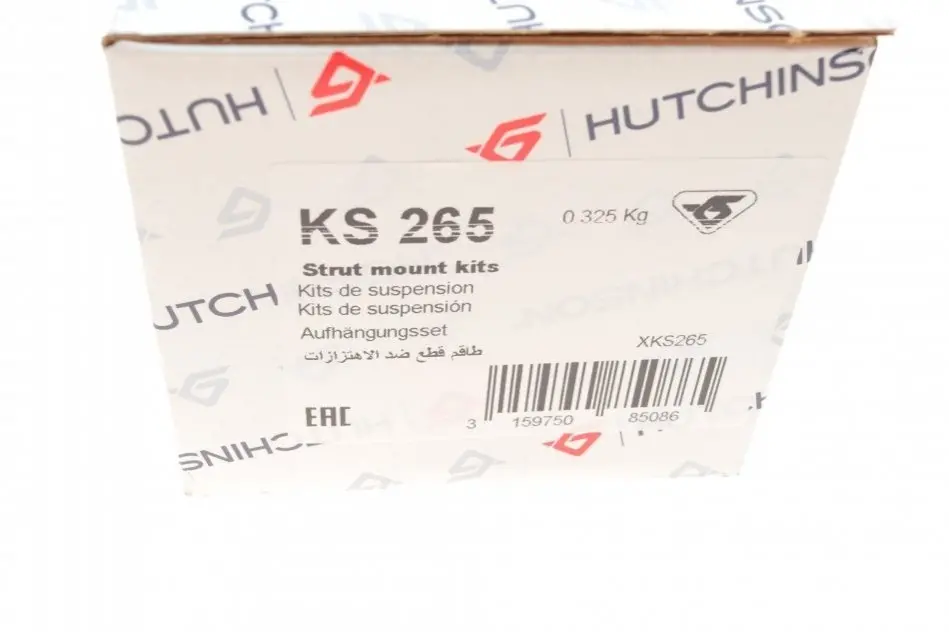 HUTCHINS
KS 265
0.325 Kg
Strut mount kits
Kits de suspension
Kits de suspensión
Aufhängungsset
طاقم قطع ضد الاهتزازات
XKS265
EAC
3 159750 85086